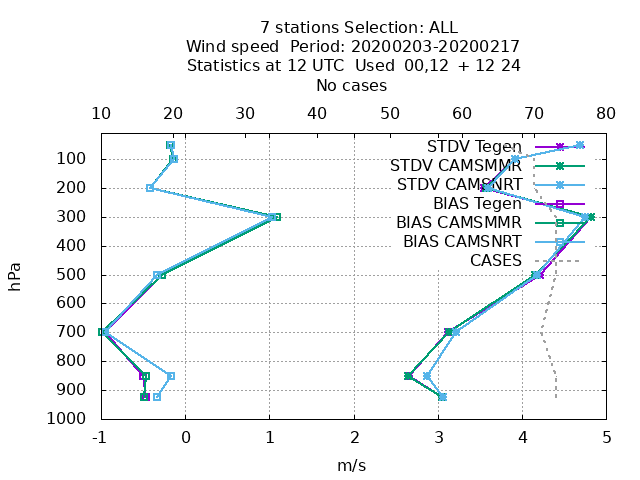 7 stations Selection: ALL
Wind speed  Period: 20200203-20200217
Statistics at 12 UTC  Used  00,12  + 12 24
No cases
10 20 30 40 50 60 70 80
STDV Tegen
100
STDV CAMSMMR
STDV CAMSNRT
200
BIAS Tegen
300
BIAS CAMSMMR
BIAS CAMSNRT
400
CASES
500
hPa
600
700
800
900
1000
-1 0 1 2 3 4 5
m/s